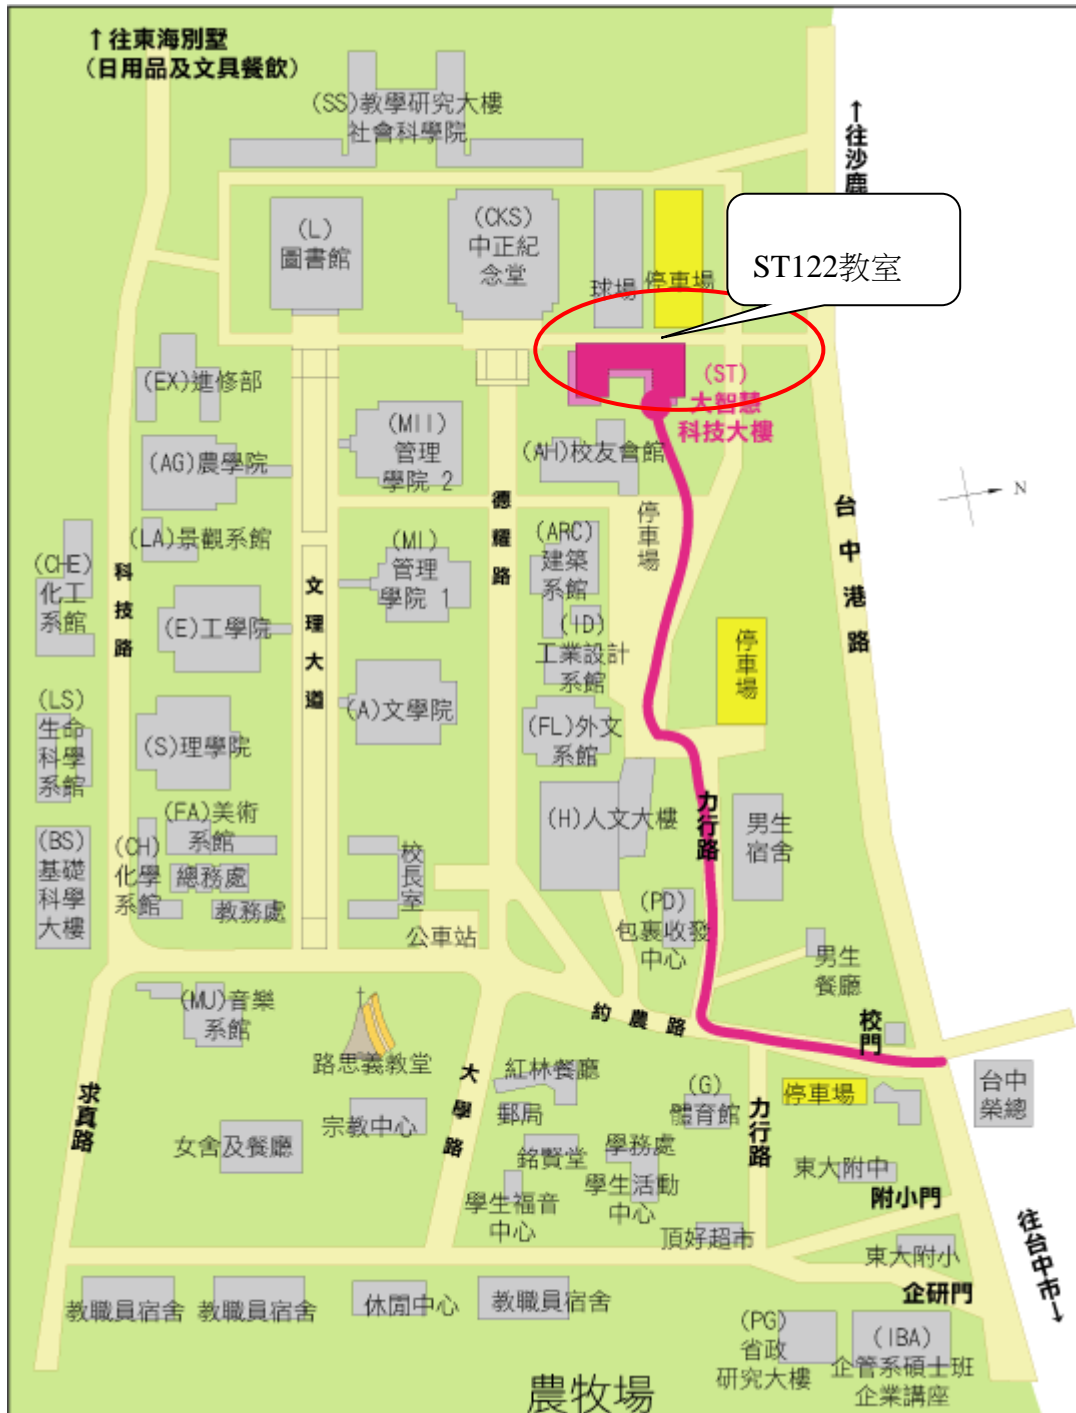 ↑往東海別墅
(日用品及文具餐飲)
(SS)教學研究大樓
社會科學院
↑往沙鹿
(L)
圖書館
(CKS)
中正紀
念堂
球場
停車場
ST122教室
(EX)進修部
(ST)
大智慧
科技大樓
(MII)
管理
學院 2
(AH)校友會館
(AG)農學院
德耀路
停車場
N
台中港路
(LA)景觀系館
(CHE)
化工
系館
科技路
文理大道
(MI)
管理
學院 1
(ARC)
建築
系館
(E)工學院
(ID)
工業設計
系館
停車場
(LS)
生命
科學
系館
(S)理學院
(A)文學院
(FL)外文
系館
(FA)美術
系館
(H)人文大樓
力行路
男生
宿舍
(BS)
基礎
科學
大樓
(CH)
化學
系館
總務處
教務處
校長室
公車站
(PD)
包裹收發
中心
男生
餐廳
(MU)音樂
系館
約農路
校門
路思義教堂
紅林餐廳
大學路
求真路
郵局
(G)
體育館
停車場
台中
榮總
宗教中心
力行路
女舍及餐廳
銘賢堂
學務處
學生活動
中心
東大附中
學生福音
中心
附小門
頂好超市
東大附小
往台中市↓
企研門
教職員宿舍
教職員宿舍
休閒中心
教職員宿舍
(PG)
省政
研究大樓
(IBA)
企管系碩士班
企業講座
農牧場